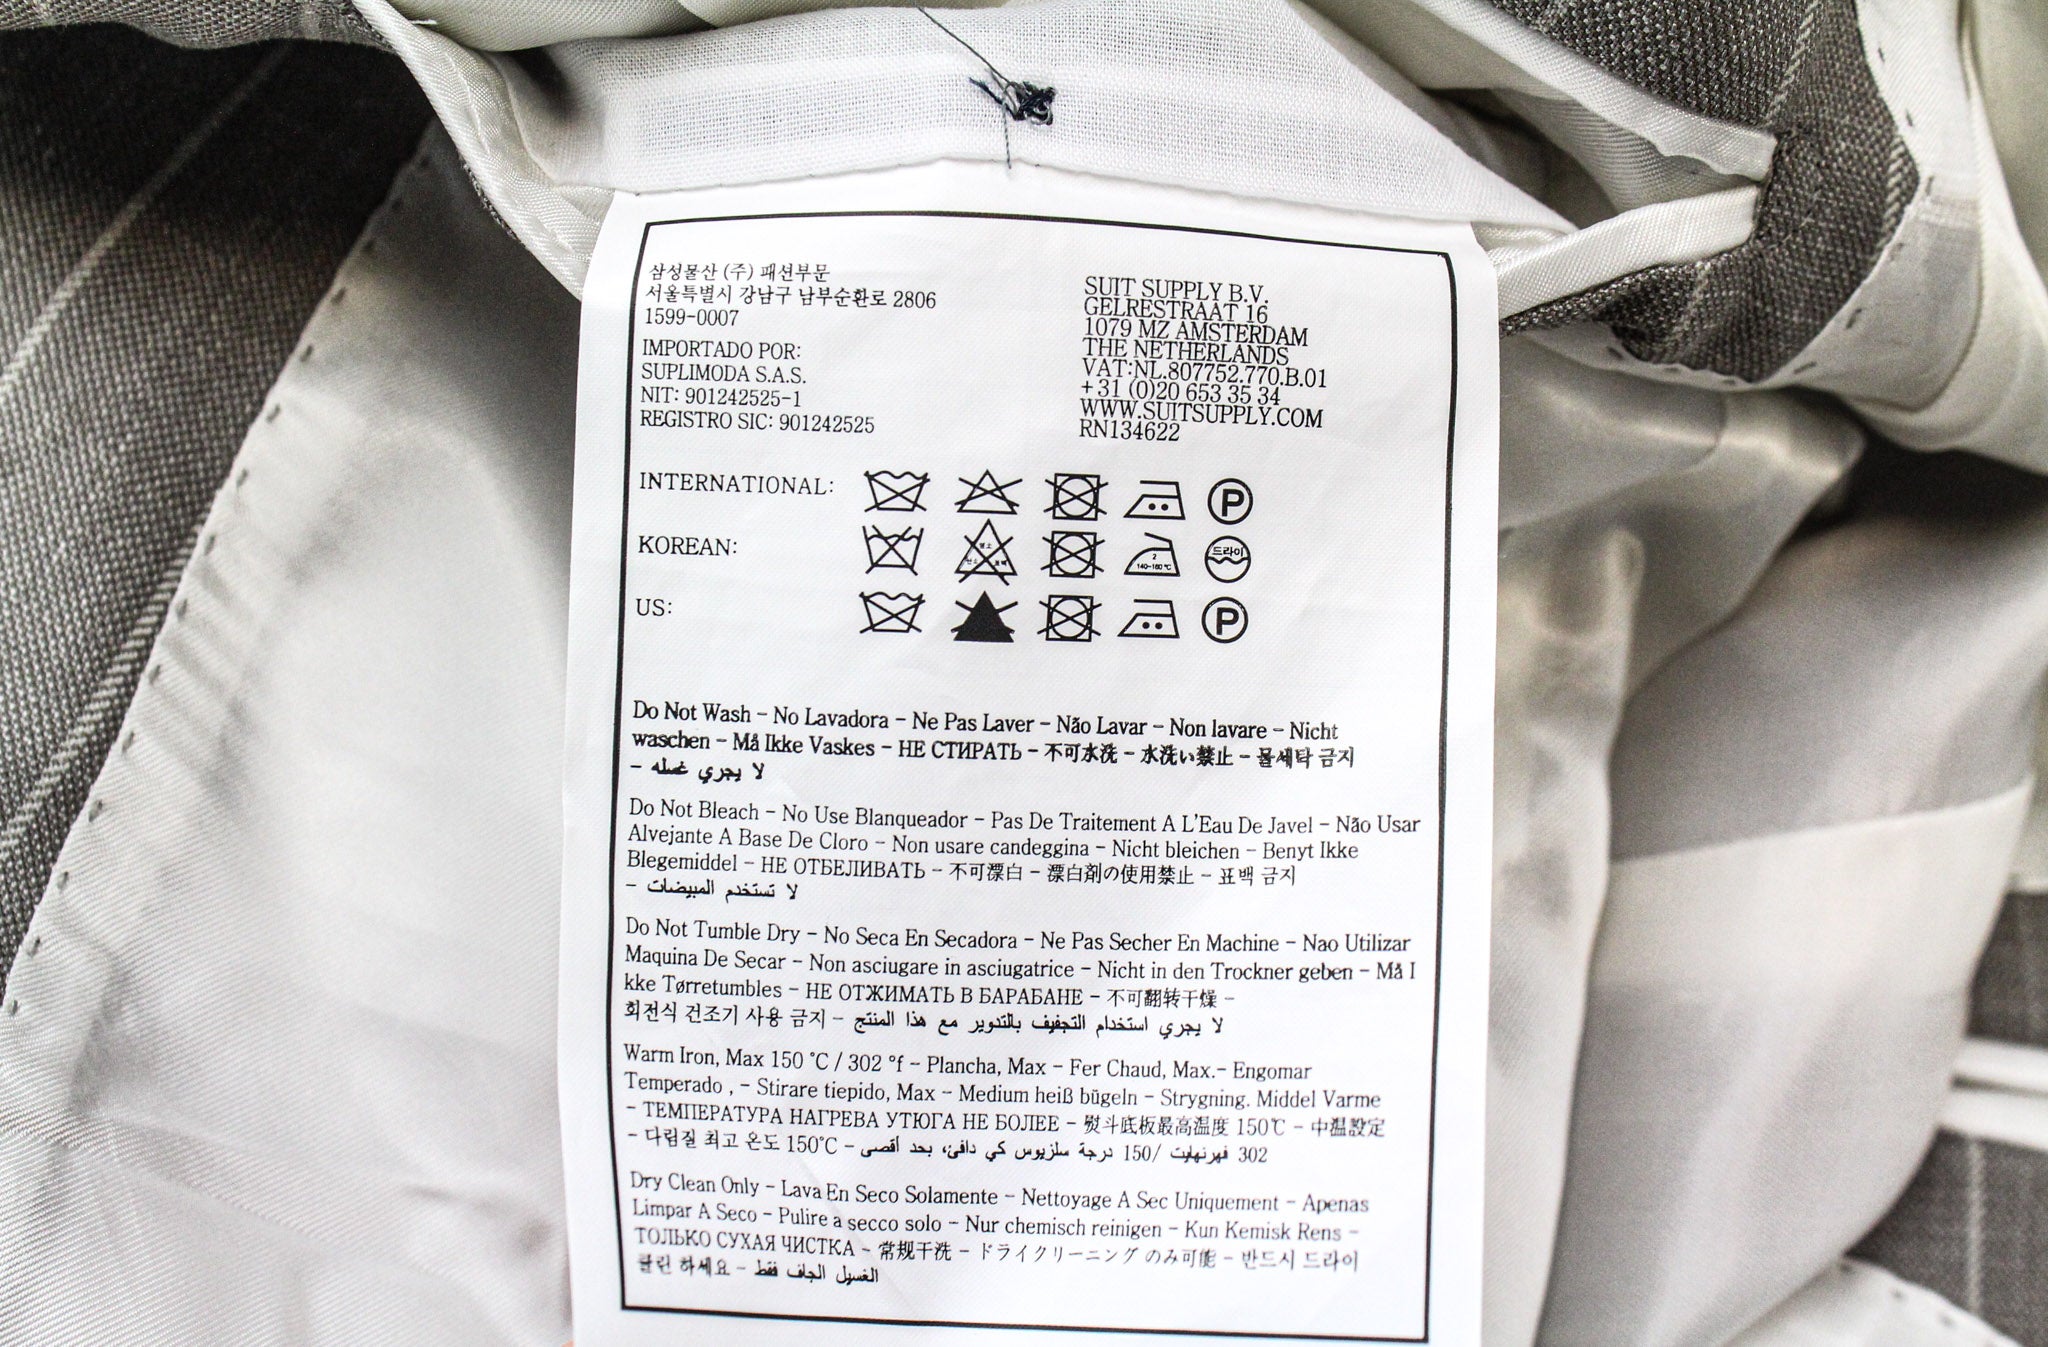 삼성물산 (주) 패션부문
서울특별시 강남구 남부순환로 2806
1599-0007
IMPORTADO POR:
SUPLIMODA S.A.S.
NIT: 901242525-1
REGISTRO SIC: 901242525
SUIT SUPPLY B.V.
GELRESTRAAT 16
1079 MZ AMSTERDAM
THE NETHERLANDS
VAT:NL.807752.770.B.01
+31 (0)20 653 35 34
WWW.SUITSUPPLY.COM
RN134622
INTERNATIONAL:
P
KOREAN:
2
140~160℃
드라이
US:
P
Do Not Wash - No Lavadora - Ne Pas Laver - Não Lavar - Non lavare - Nicht
waschen - Må Ikke Vaskes - НЕ СТИРАТЬ - 不可水洗 - 水洗い禁止 - 물세탁 금지
- لا يجري غسله
Do Not Bleach - No Use Blanqueador - Pas De Traitement A L'Eau De Javel - Não Usar
Alvejante A Base De Cloro - Non usare candeggina - Nicht bleichen - Benyt Ikke
Blegemiddel - НЕ ОТБЕЛИВАТЬ - 不可漂白 - 漂白剤の使用禁止 - 표백 금지
- لا تستخدم المبيضات
Do Not Tumble Dry - No Seca En Secadora - Ne Pas Secher En Machine - Nao Utilizar
Maquina De Secar - Non asciugare in asciugatrice - Nicht in den Trockner geben - Må I
kke Tørretumbles - НЕ ОТЖИМАТЬ В БАРАБАНЕ - 不可翻转干燥 -
회전식 건조기 사용 금지 - لا يجري استخدام التجفيف بالتدوير مع هذا المنتج
Warm Iron, Max 150 °C / 302 °f - Plancha, Max - Fer Chaud, Max.- Engomar
Temperado , - Stirare tiepido, Max - Medium heiß bügeln - Strygning. Middel Varme
- ТЕМПЕРАТУРА НАГРЕВА УТЮГА НЕ БОЛЕЕ - 熨斗底板最高温度 150℃ - 中温設定
- 다림질 최고 온도 150°C - كي دافئ، بحد أقصى 150/ درجة سلزيوس فهرنهايت 302
Dry Clean Only - Lava En Seco Solamente - Nettoyage A Sec Uniquement - Apenas
Limpar A Seco - Pulire a secco solo - Nur chemisch reinigen - Kun Kemisk Rens -
ТОЛЬКО СУХАЯ ЧИСТКА - 常规干洗 - ドライクリーニング のみ可能 - 반드시 드라이
클린 하세요 - الغسيل الجاف فقط